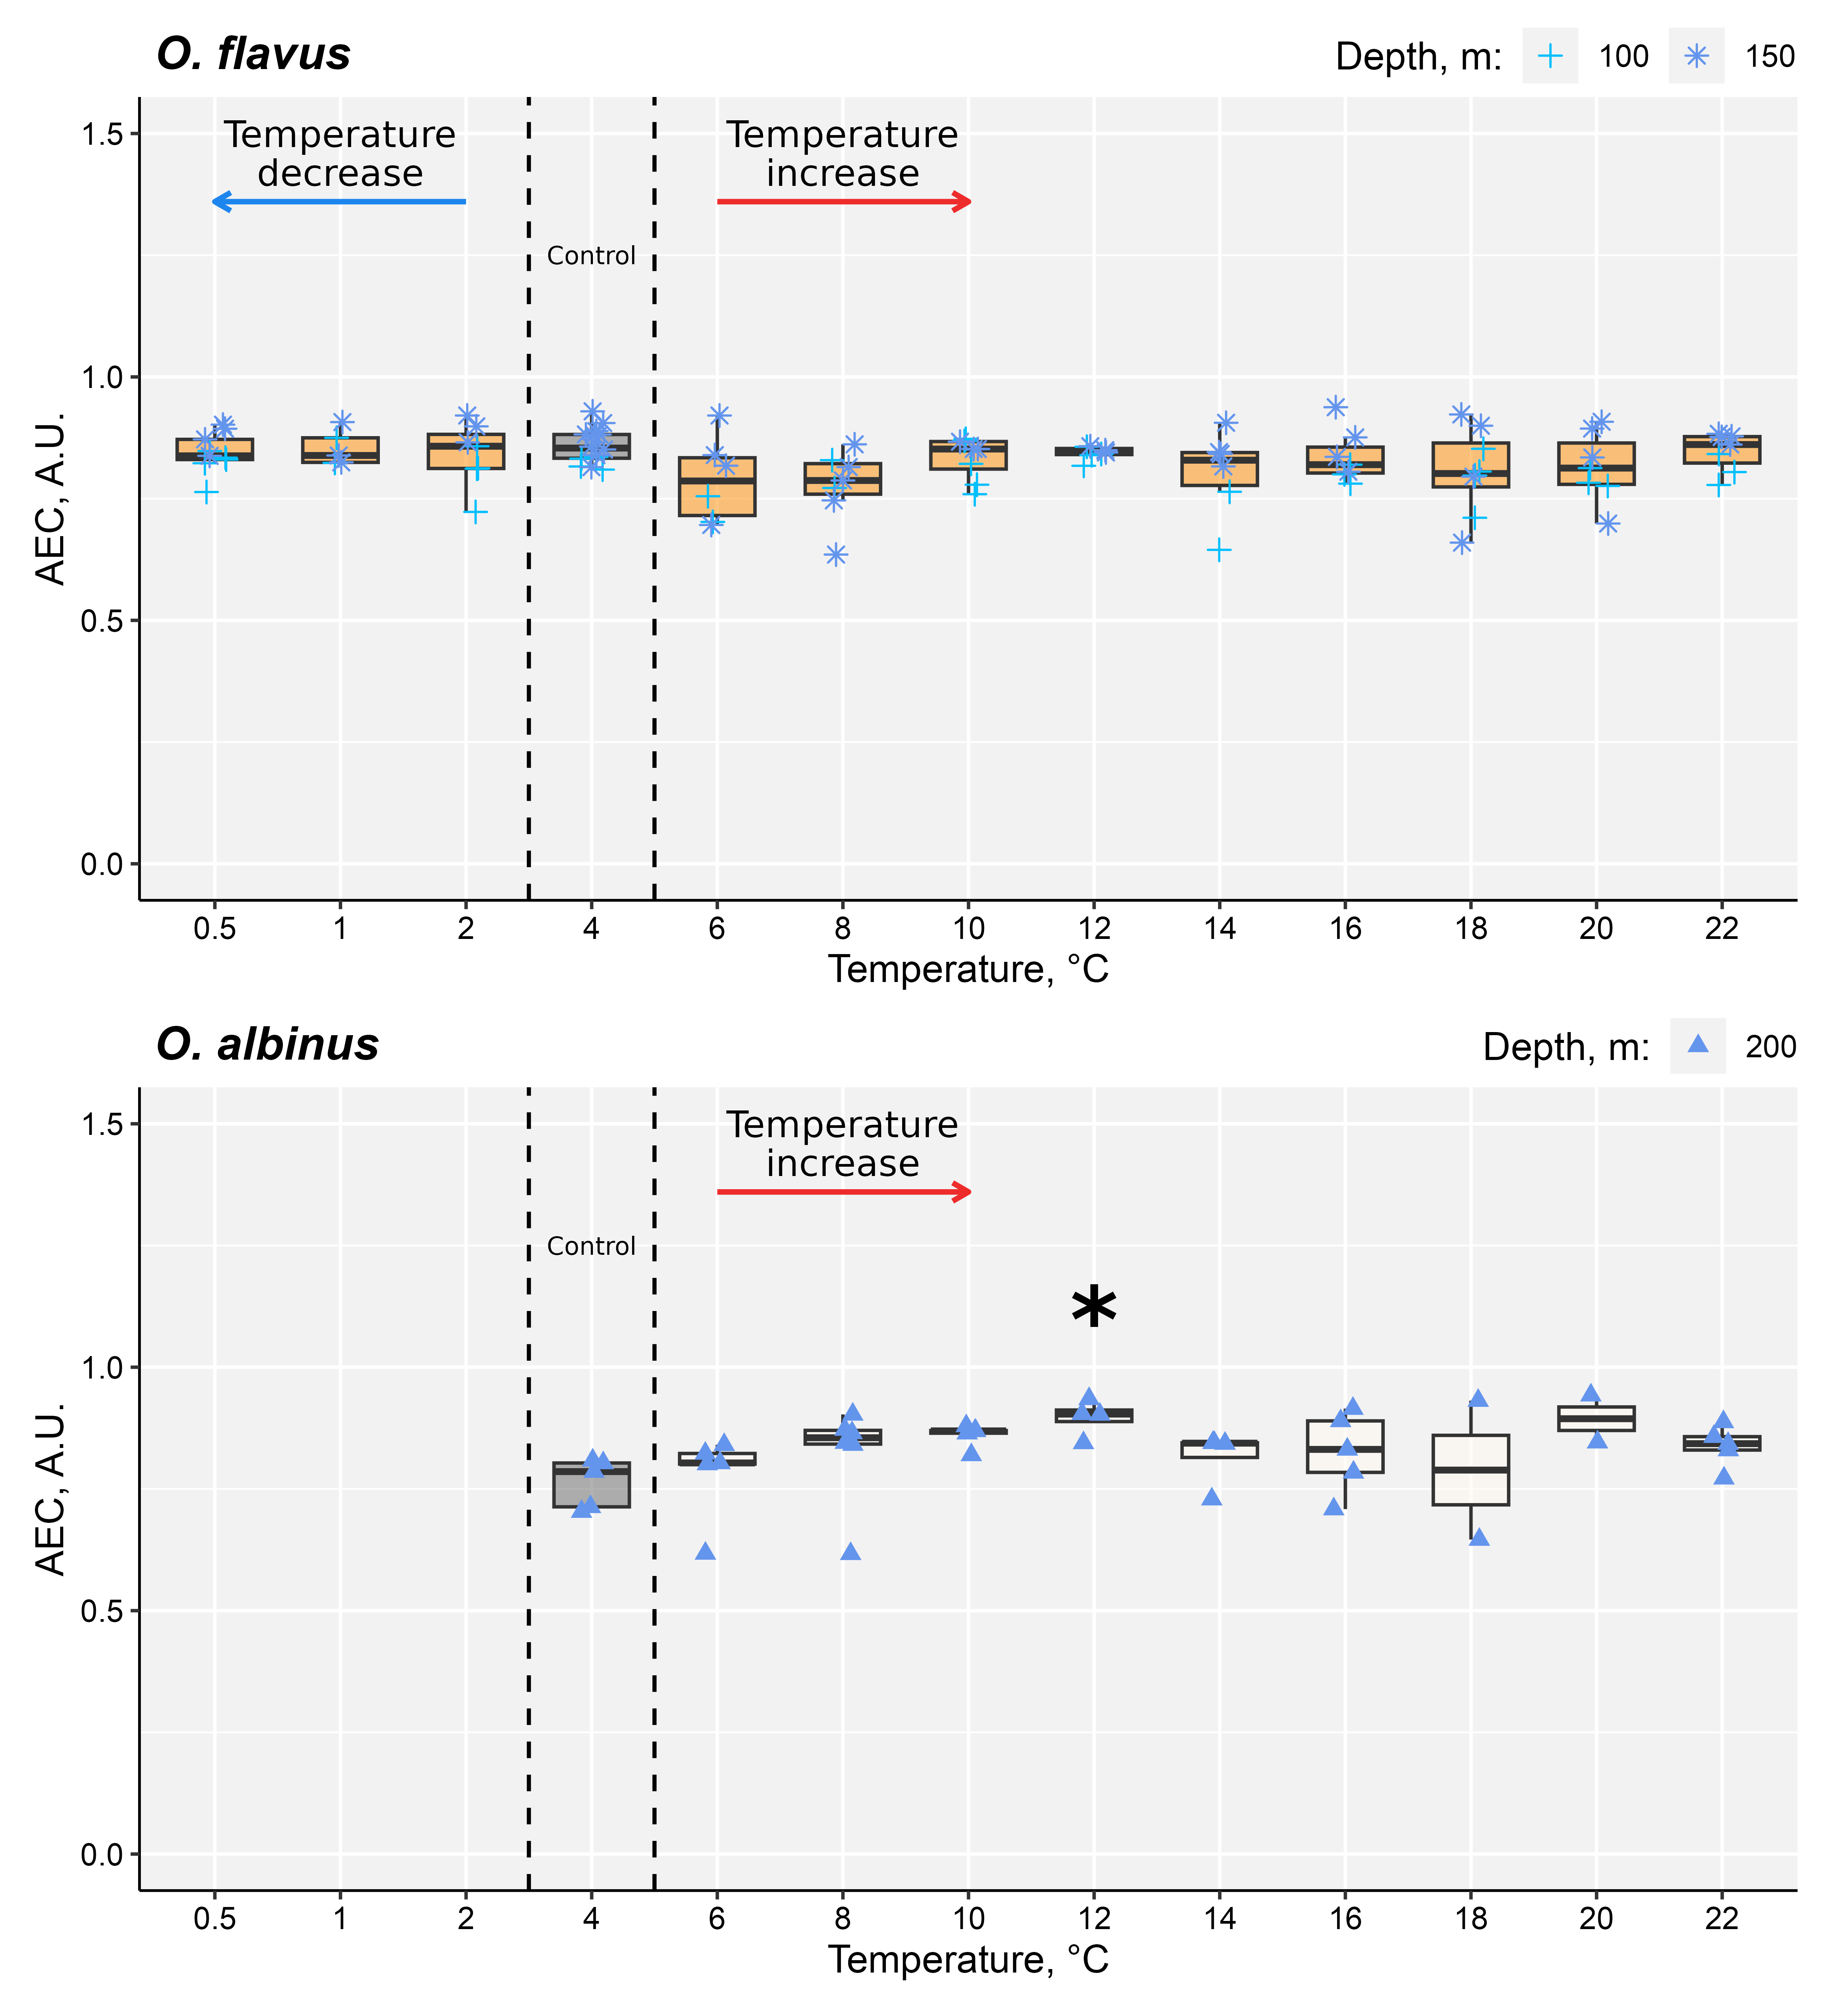 O. flavus
Depth, m: 100 150
Temperature
decrease
Temperature
increase
Control
AEC, A.U.
1.5
1.0
0.5
0.0
0.5 1 2 4 6 8 10 12 14 16 18 20 22
Temperature, °C
O. albinus
Depth, m: 200
Temperature
increase
Control
*
AEC, A.U.
1.5
1.0
0.5
0.0
0.5 1 2 4 6 8 10 12 14 16 18 20 22
Temperature, °C